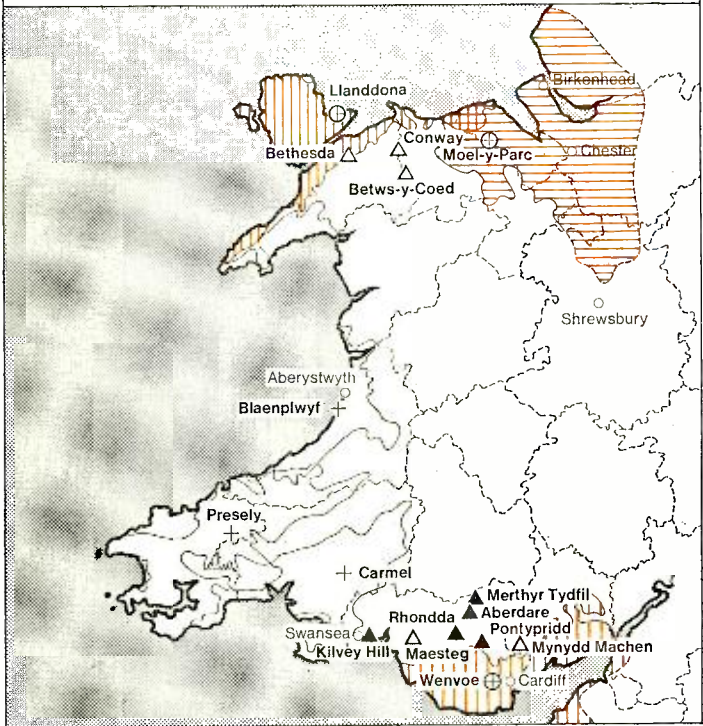 Birkenhead
Llanddona
Conway
Bethesda
Moel-y-Parc
Chester
Betws-y-Coed
Shrewsbury
Aberystwyth
Blaenplwyf
Presely
Carmel
Merthyr Tydfil
Aberdare
Rhondda
Pontypridd
Swansea
Kilvey Hill
Maesteg
Mynydd Machen
Wenvoe
Cardiff